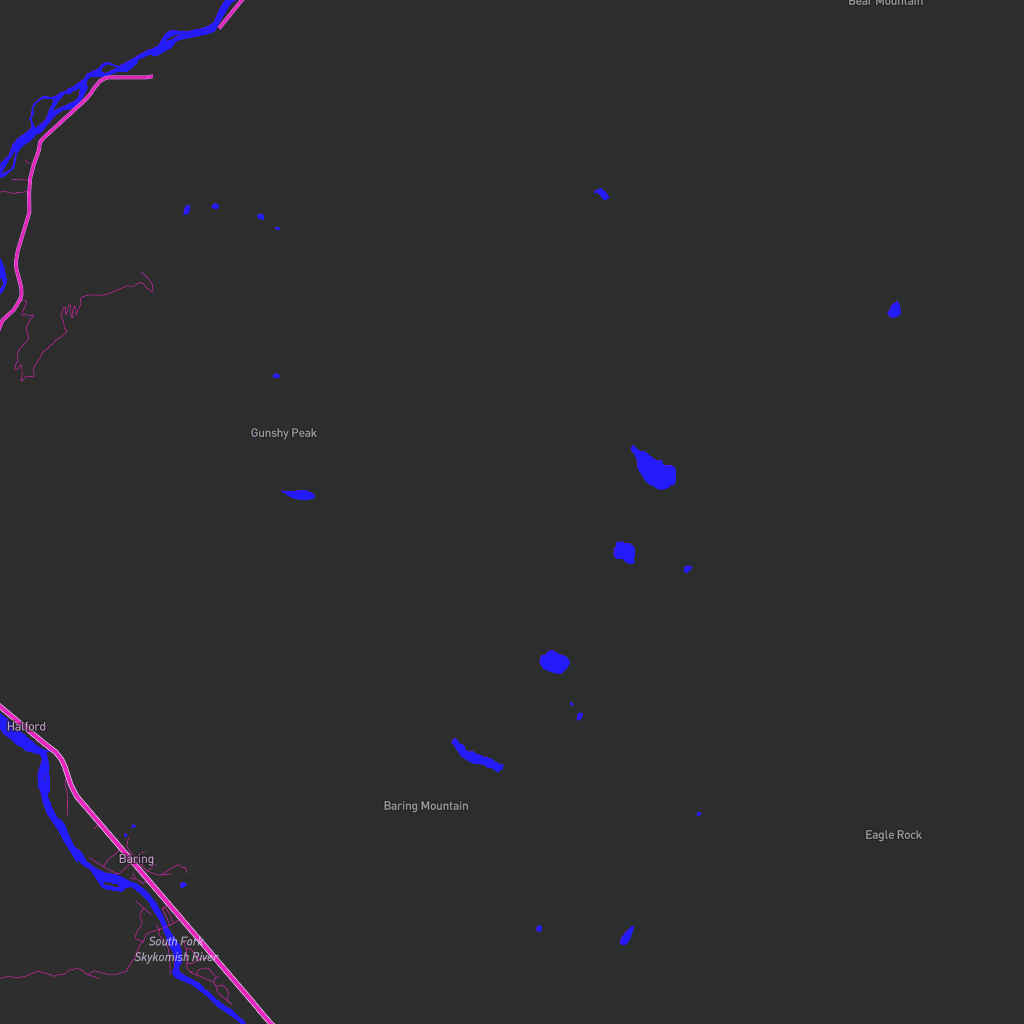 Bear Mountain
Gunshy Peak
Halford
Baring Mountain
Eagle Rock
Baring
South Fork
Skykomish River